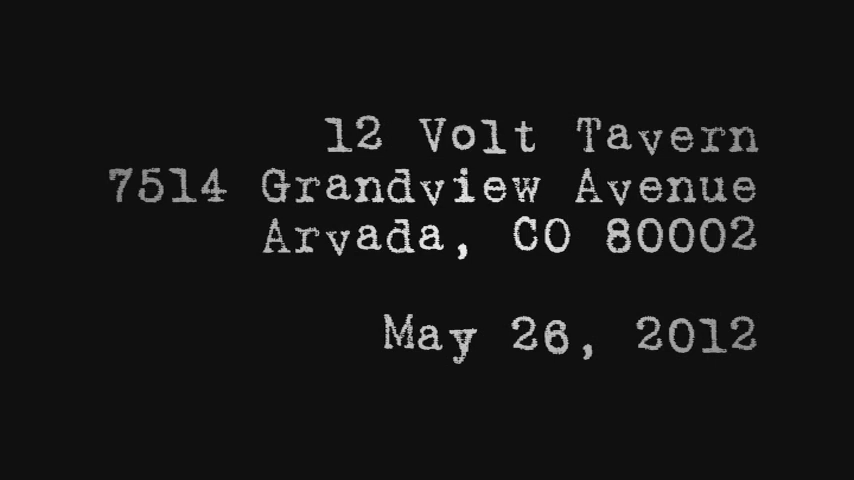 12 Volt Tavern
7514 Grandview Avenue
Arvada, CO 80002
May 26, 2012